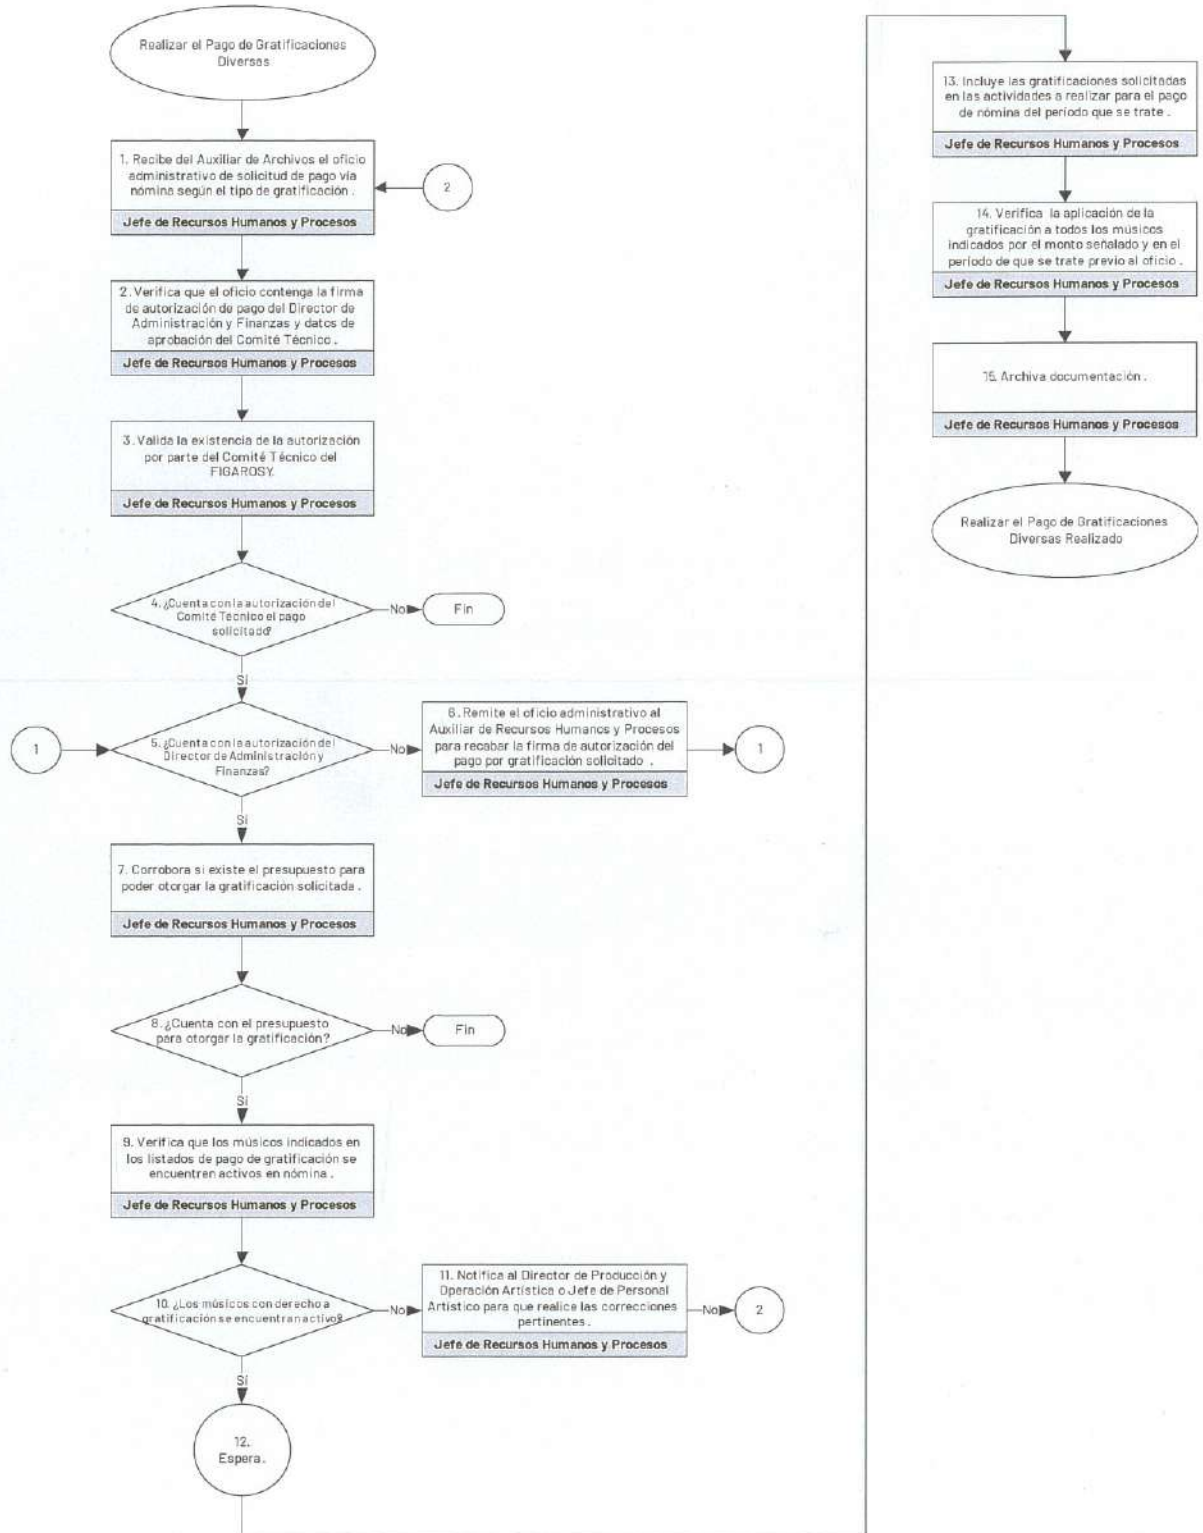 Realizar el Pago de Gratificaciones
Diversas
1. Recibe del Auxiliar de Archivos el oficio
administrativo de solicitud de pago vía
nómina según el tipo de gratificación .
Jefe de Recursos Humanos y Procesos
2
2. Verifica que el oficio contenga la firma
de autorización de pago del Director de
Administración y Finanzas y datos de
aprobación del Comité Técnico .
Jefe de Recursos Humanos y Procesos
3. Valida la existencia de la autorización
por parte del Comité Técnico del
FIGAROSY.
Jefe de Recursos Humanos y Procesos
4. ¿Cuenta con la autorización del
Comité Técnico el pago
solicitado?
No
Fin
Sí
1
5. ¿Cuenta con la autorización del
Director de Administración y
Finanzas?
No
6. Remite el oficio administrativo al
Auxiliar de Recursos Humanos y Procesos
para recabar la firma de autorización del
pago por gratificación solicitado .
Jefe de Recursos Humanos y Procesos
1
Sí
7. Corrobora si existe el presupuesto para
poder otorgar la gratificación solicitada .
Jefe de Recursos Humanos y Procesos
8. ¿Cuenta con el presupuesto
para otorgar la gratificación?
No
Fin
Sí
9. Verifica que los músicos indicados en
los listados de pago de gratificación se
encuentren activos en nómina .
Jefe de Recursos Humanos y Procesos
10. ¿Los músicos con derecho a
gratificación se encuentran activo?
No
11. Notifica al Director de Producción y
Operación Artística o Jefe de Personal
Artístico para que realice las correcciones
pertinentes .
Jefe de Recursos Humanos y Procesos
No
2
Sí
12.
Espera .
13. Incluye las gratificaciones solicitadas
en las actividades a realizar para el pago
de nómina del período que se trate .
Jefe de Recursos Humanos y Procesos
14. Verifica la aplicación de la
gratificación a todos los músicos
indicados por el monto señalado y en el
período de que se trate previo al oficio .
Jefe de Recursos Humanos y Procesos
15. Archiva documentación .
Jefe de Recursos Humanos y Procesos
Realizar el Pago de Gratificaciones
Diversas Realizado